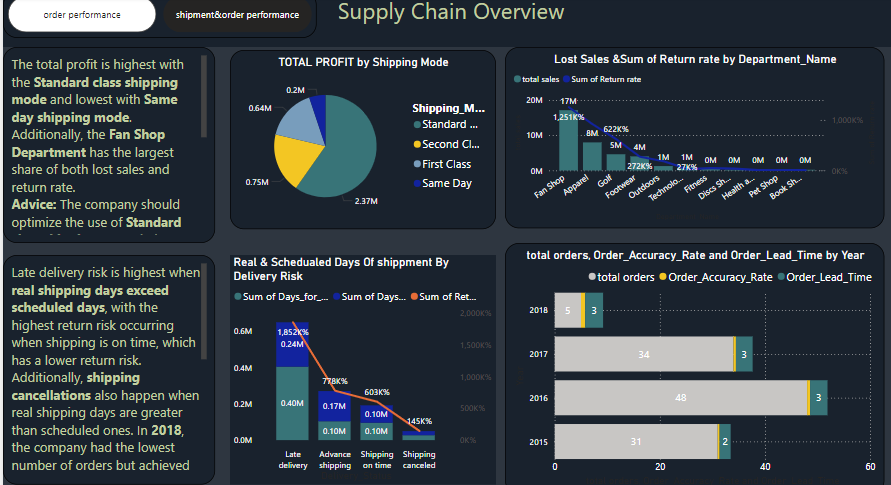 order performance
shipment&order performance
Supply Chain Overview
The total profit is highest with
the Standard class shipping
mode and lowest with Same
day shipping mode.
Additionally, the Fan Shop
Department has the largest
share of both lost sales and
return rate.
Advice: The company should
optimize the use of Standard
TOTAL PROFIT by Shipping Mode
0.2M
0.64M
0.75M
2.37M
Shipping_M...
Standard ...
Second Cl...
First Class
Same Day
Lost Sales &Sum of Return rate by Department_Name
total sales
Sum of Return rate
20M
10M
0M
17M
1,251K%
8M
622K%
5M
4M
272K%
1M
1M
27K%
0M
0M
0M
0M
0M
1,000K%
0K%
Fan Shop
Apparel
Golf
Footwear
Outdoors
Technolo...
Fitness
Discs Sh...
Health a...
Pet Shop
Book Sh...
Late delivery risk is highest when
real shipping days exceed
scheduled days, with the
highest return risk occurring
when shipping is on time, which
has a lower return risk.
Additionally, shipping
cancellations also happen when
real shipping days are greater
than scheduled ones. In 2018,
the company had the lowest
number of orders but achieved
Real & Schedualed Days Of shippment By
Delivery Risk
Sum of Days_for_...
Sum of Days...
Sum of Ret...
0.6M
0.4M
0.2M
0.0M
1,852K%
0.24M
0.40M
778K%
0.17M
0.10M
603K%
0.10M
0.10M
145K%
2,000K%
1,500K%
1,000K%
500K%
0K%
Late
delivery
Advance
shipping
Shipping
on time
Shipping
canceled
total orders, Order_Accuracy_Rate and Order_Lead_Time by Year
total orders
Order_Accuracy_Rate
Order_Lead_Time
2018
5
3
2017
34
3
2016
48
3
2015
31
2
0
20
40
60